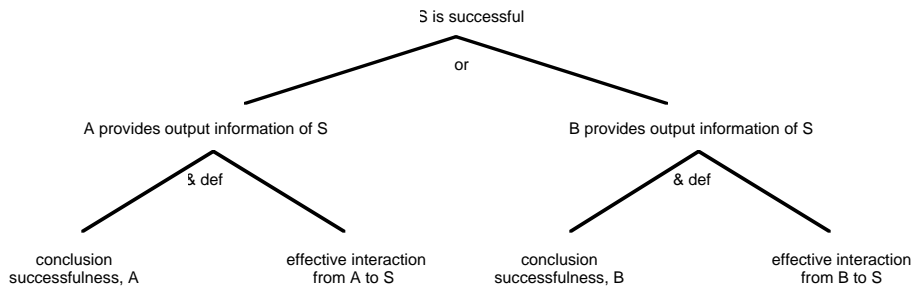 S is successful
or
A provides output information of S
B provides output information of S
& def
& def
conclusion
successfulness, A
effective interaction
from A to S
conclusion
successfulness, B
effective interaction
from B to S